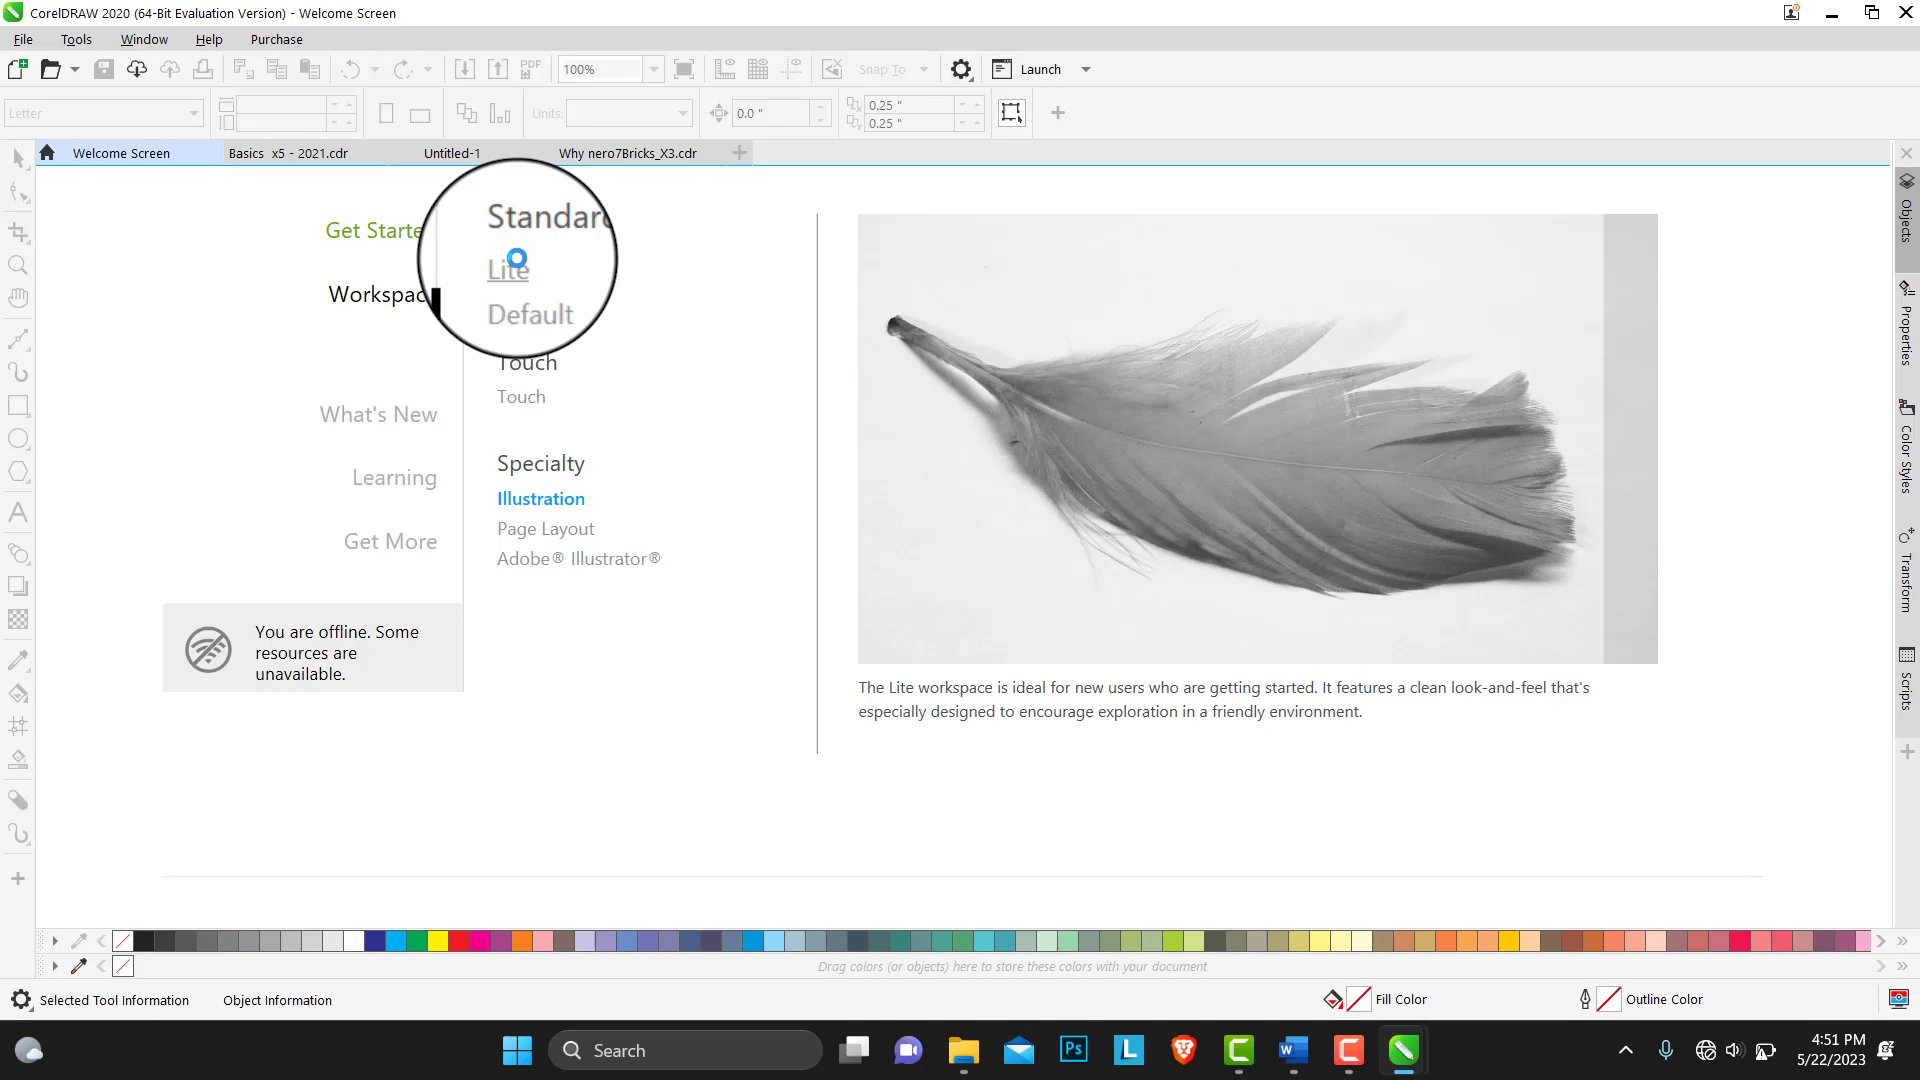 CorelDRAW 2020 (64-Bit Evaluation Version) - Welcome Screen
File Tools Window Help Purchase
PDF 100% Snap To Launch
Letter Units: 0.0 " 0.25 "
0.25 "
Welcome Screen Basics x5 - 2021.cdr Untitled-1 Why nero7Bricks_X3.cdr
Get Starte
Workspac
What's New
Learning
Get More
You are offline. Some
resources are
unavailable.
Standard
Lite
Default
Touch
Touch
Specialty
Illustration
Page Layout
Adobe® Illustrator®
The Lite workspace is ideal for new users who are getting started. It features a clean look-and-feel that's
especially designed to encourage exploration in a friendly environment.
Objects
Properties
Color Styles
Transform
Scripts
Drag colors (or objects) here to store these colors with your document
Selected Tool Information Object Information Fill Color Outline Color
Search Ps L W 4:51 PM
5/22/2023